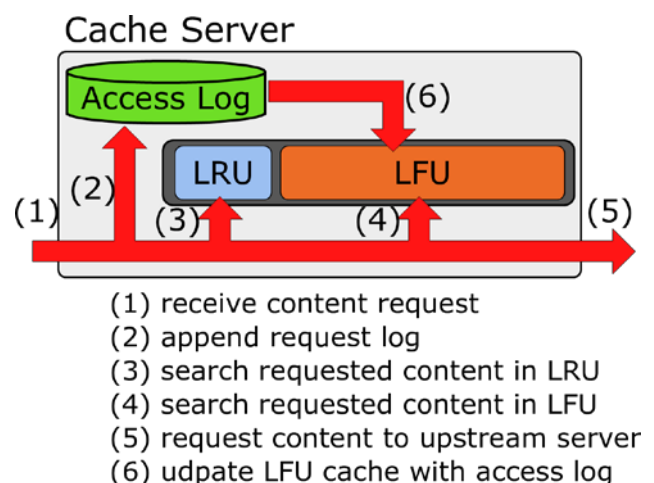 Cache Server
Access Log
(6)
LRU
LFU
(2)
(1)
(3)
(4)
(5)
(1) receive content request
(2) append request log
(3) search requested content in LRU
(4) search requested content in LFU
(5) request content to upstream server
(6) udpate LFU cache with access log